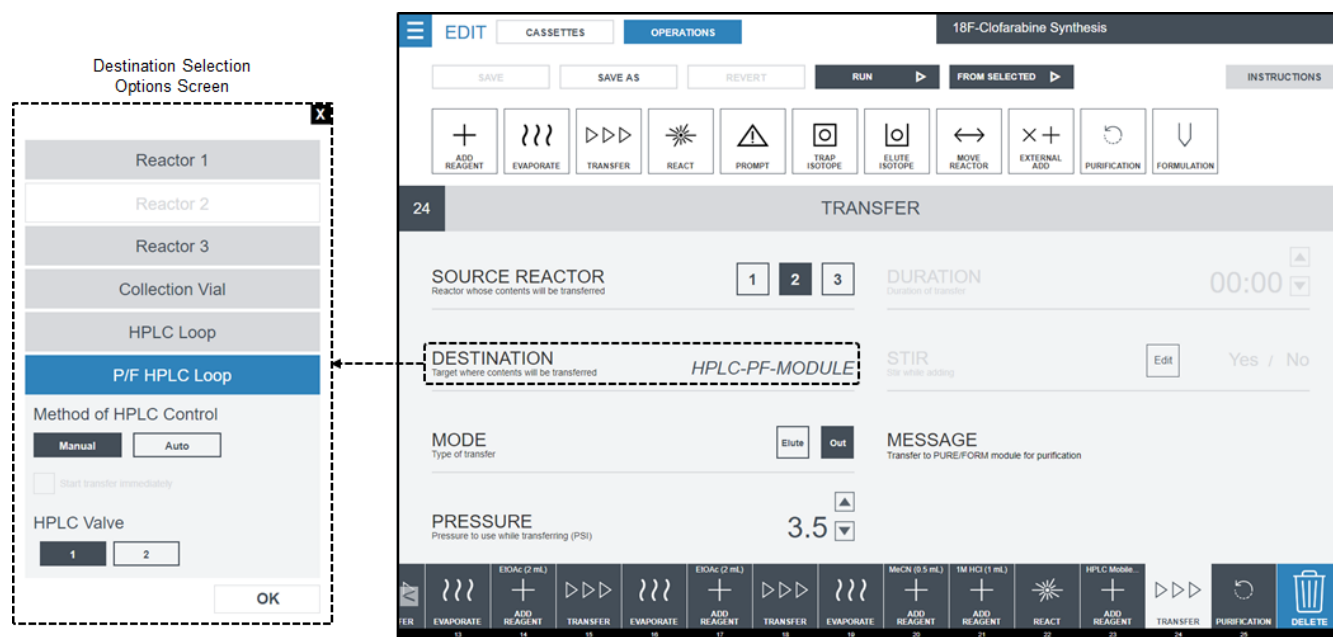 Destination Selection
Options Screen
X
Reactor 1
Reactor 2
Reactor 3
Collection Vial
HPLC Loop
P/F HPLC Loop
Method of HPLC Control
Manual Auto
Start transfer immediately
HPLC Valve
1 2
OK
EDIT CASSETTES OPERATIONS 18F-Clofarabine Synthesis
SAVE SAVE AS REVERT RUN FROM SELECTED INSTRUCTIONS
ADD REAGENT
EVAPORATE
TRANSFER
REACT
PROMPT
TRAP ISOTOPE
ELUTE ISOTOPE
MOVE REACTOR
EXTERNAL ADD
PURIFICATION
FORMULATION
24 TRANSFER
SOURCE REACTOR 1 2 3
Reactor whose contents will be transferred
DURATION 00:00
Duration of transfer
DESTINATION HPLC-PF-MODULE
Target where contents will be transferred
STIR Edit Yes / No
Stir while adding
MODE Elute Out
Type of transfer
MESSAGE
Transfer to PURE/FORM module for purification
PRESSURE 3.5
Pressure to use while transferring (PSI)
FER
EVAPORATE 13
EtOAc (2 mL) ADD REAGENT 14
TRANSFER 15
EVAPORATE 16
EtOAc (2 mL) ADD REAGENT 17
TRANSFER 18
EVAPORATE 19
MeCN (0.5 mL) ADD REAGENT 20
1M HCl (1 mL) ADD REAGENT 21
REACT 22
HPLC Mobile... ADD REAGENT 23
TRANSFER 24
PURIFICATION 25
DELETE